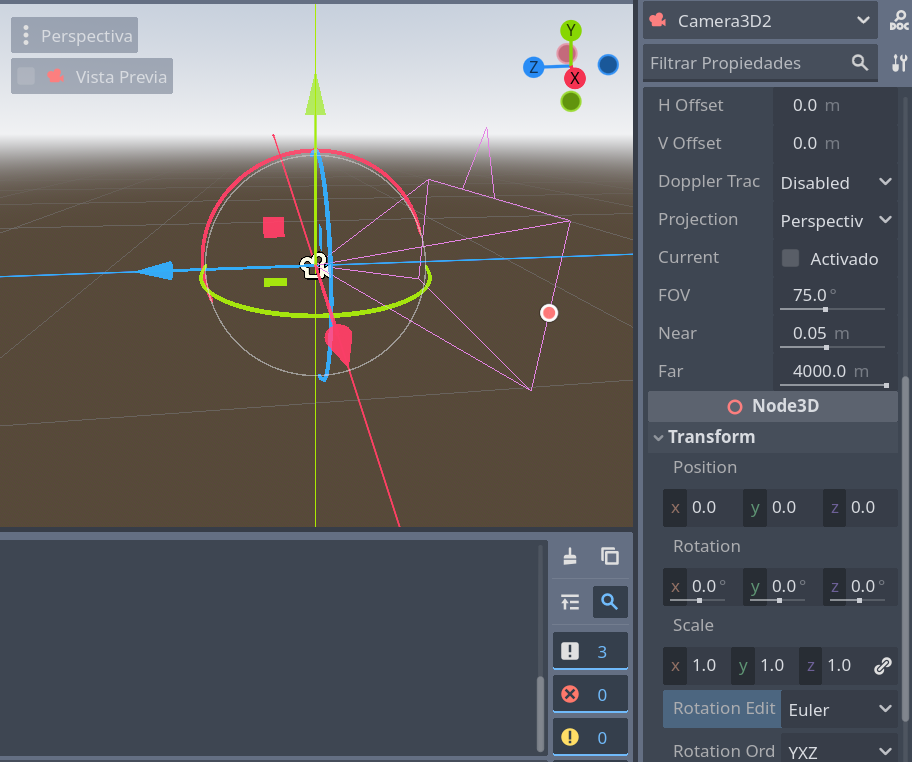 Perspectiva
Vista Previa
Y
Z
X
3
0
0
Camera3D2
DOC
Filtrar Propiedades
H Offset 0.0 m
V Offset 0.0 m
Doppler Trac Disabled
Projection Perspectiv
Current Activado
FOV 75.0 °
Near 0.05 m
Far 4000.0 m
Node3D
Transform
Position
x 0.0 y 0.0 z 0.0
Rotation
x 0.0 ° y 0.0 ° z 0.0 °
Scale
x 1.0 y 1.0 z 1.0
Rotation Edit Euler
Rotation Ord YXZ